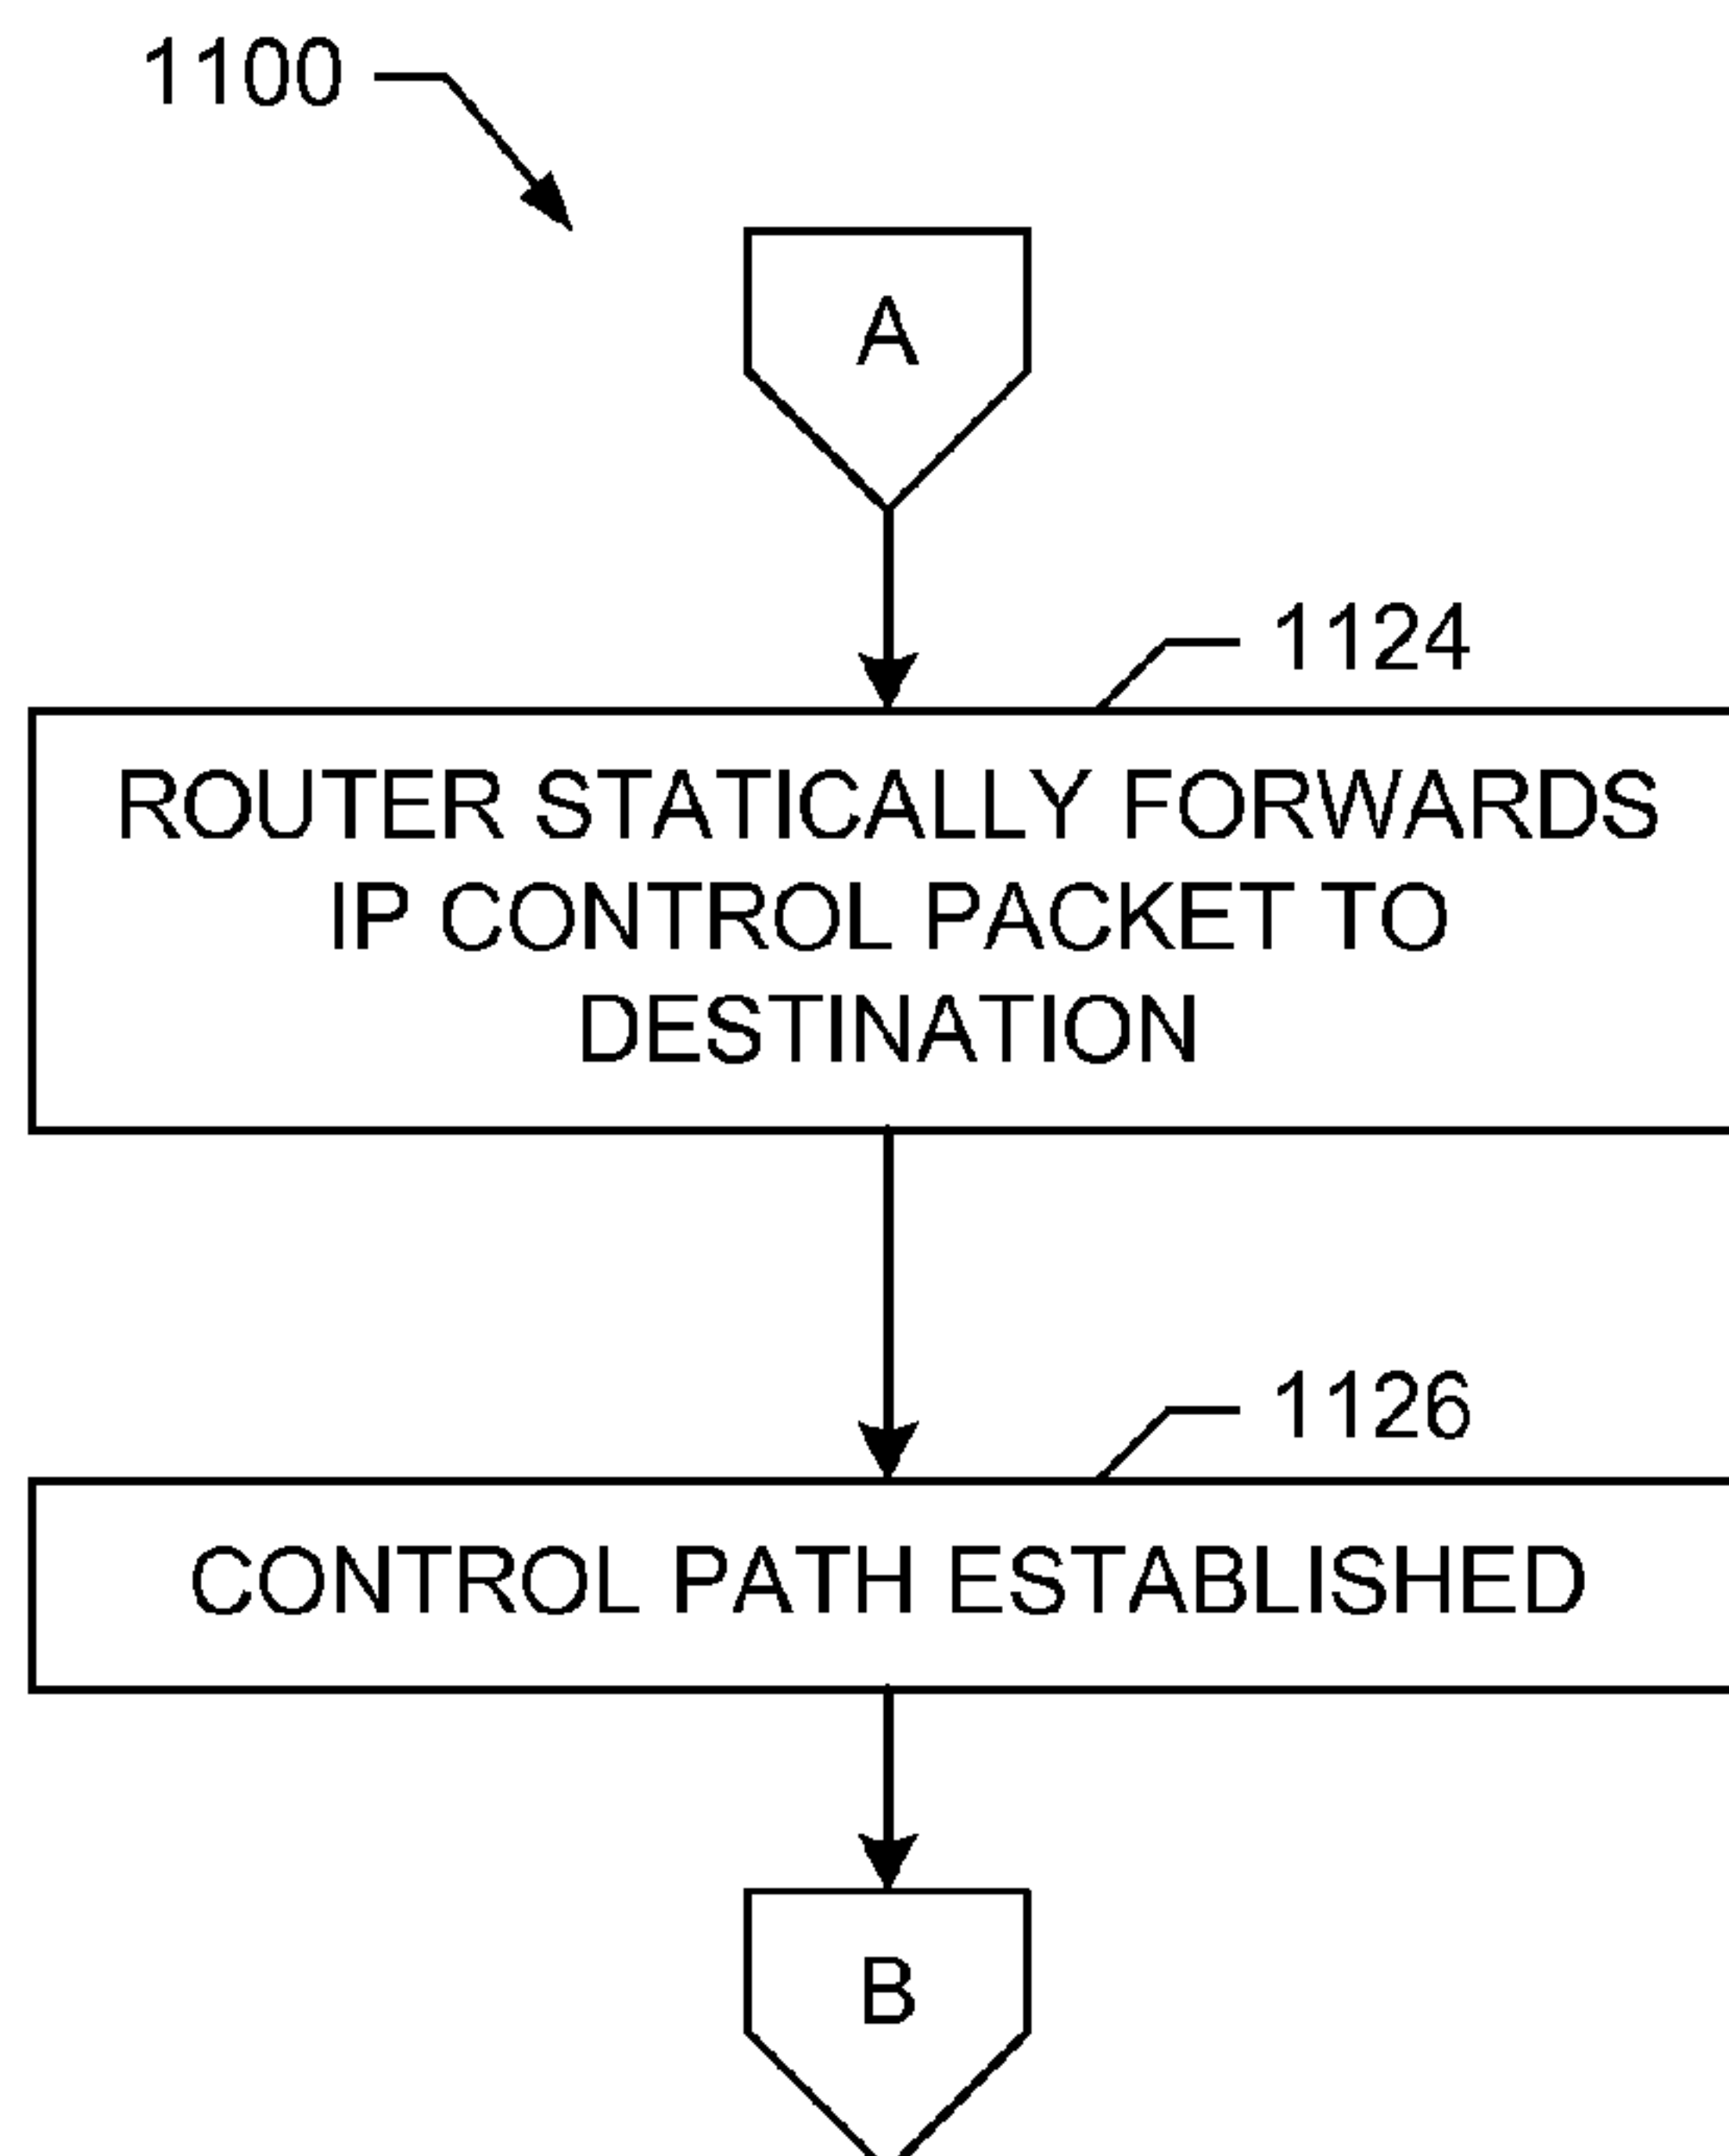 1100
A
1124
ROUTER STATICALLY FORWARDS
IP CONTROL PACKET TO
DESTINATION
1126
CONTROL PATH ESTABLISHED
B